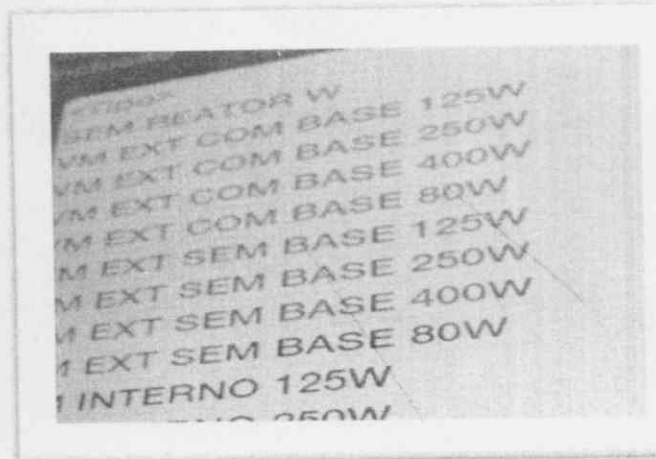 SEM REATOR W
VM EXT COM BASE 125W
VM EXT COM BASE 250W
VM EXT COM BASE 400W
VM EXT COM BASE 80W
M EXT SEM BASE 125W
M EXT SEM BASE 250W
M EXT SEM BASE 400W
M EXT SEM BASE 80W
M INTERNO 125W
250W